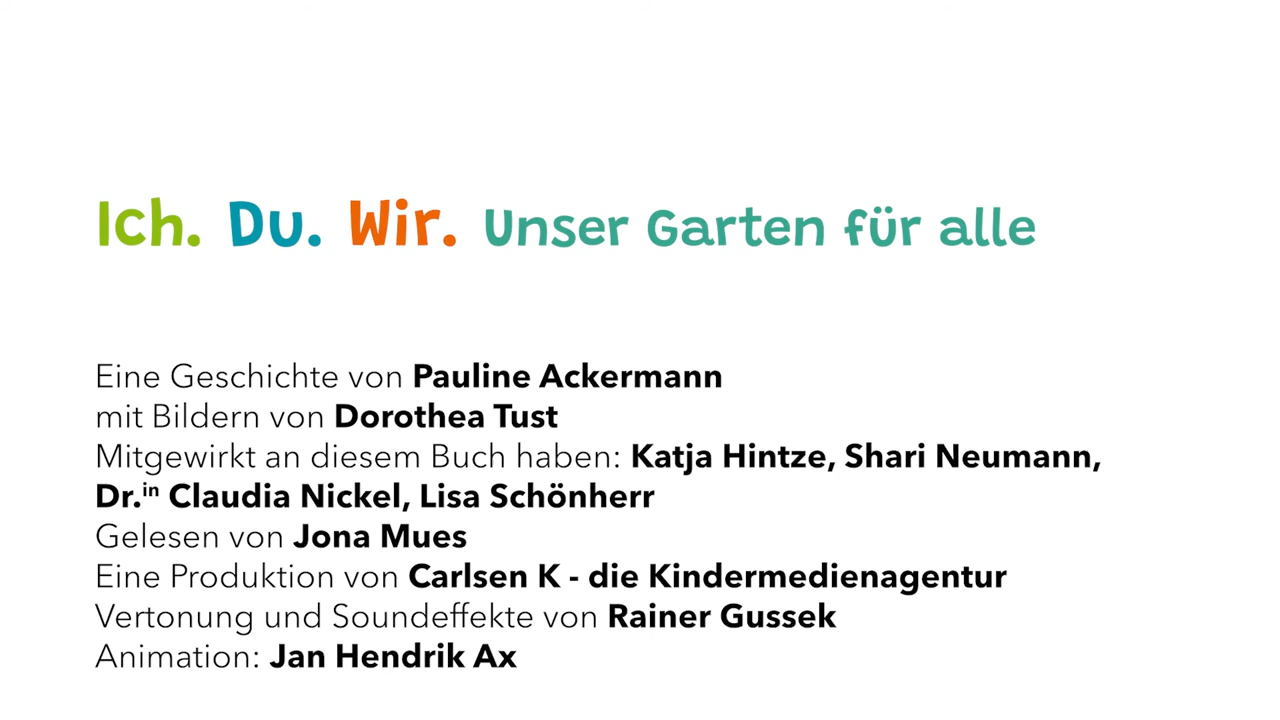 Ich. Du. Wir. Unser Garten für alle
Eine Geschichte von Pauline Ackermann
mit Bildern von Dorothea Tust
Mitgewirkt an diesem Buch haben: Katja Hintze, Shari Neumann,
Dr.in Claudia Nickel, Lisa Schönherr
Gelesen von Jona Mues
Eine Produktion von Carlsen K - die Kindermedienagentur
Vertonung und Soundeffekte von Rainer Gussek
Animation: Jan Hendrik Ax